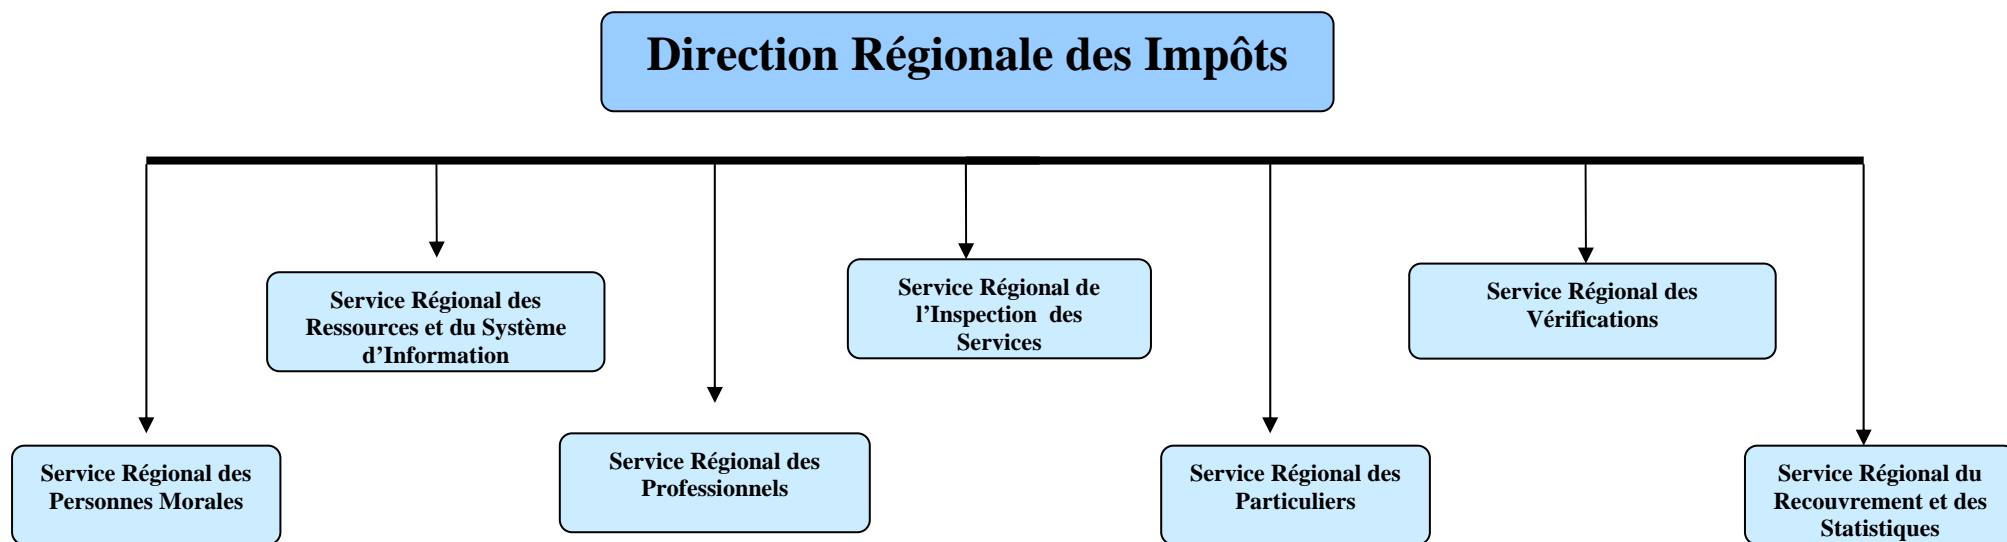 Direction Régionale des Impôts
Service Régional des
Ressources et du Système
d’Information
Service Régional de
l’Inspection  des
Services
Service Régional des
Vérifications
Service Régional des
Personnes Morales
Service Régional des
Professionnels
Service Régional des
Particuliers
Service Régional du
Recouvrement et des
Statistiques